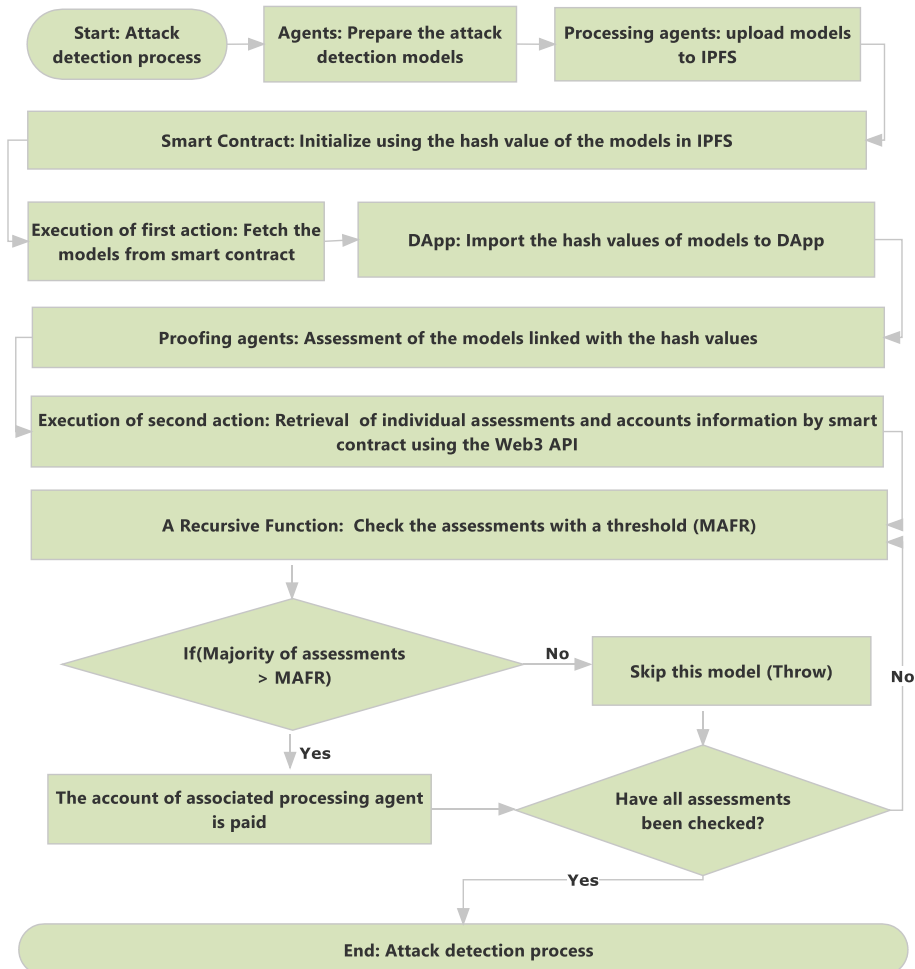 Start: Attack
detection process
Agents: Prepare the attack
detection models
Processing agents: upload models
to IPFS
Smart Contract: Initialize using the hash value of the models in IPFS
Execution of first action: Fetch the
models from smart contract
DApp: Import the hash values of models to DApp
Proofing agents: Assessment of the models linked with the hash values
Execution of second action: Retrieval  of individual assessments and accounts information by smart
contract using the Web3 API
A Recursive Function:  Check the assessments with a threshold (MAFR)
If(Majority of assessments
> MAFR)
No
Skip this model (Throw)
No
Yes
The account of associated processing agent
is paid
Have all assessments
been checked?
Yes
End: Attack detection process